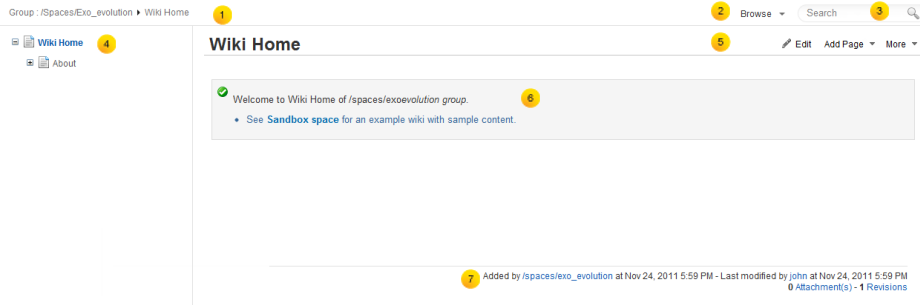 Group : /Spaces/Exo_evolution Wiki Home 1 2 Browse Search 3
Wiki Home 4
About
Wiki Home 5 Edit Add Page More
Welcome to Wiki Home of /spaces/exoevolution group. 6
• See Sandbox space for an example wiki with sample content.
7 Added by /spaces/exo_evolution at Nov 24, 2011 5:59 PM - Last modified by john at Nov 24, 2011 5:59 PM
0 Attachment(s) - 1 Revisions